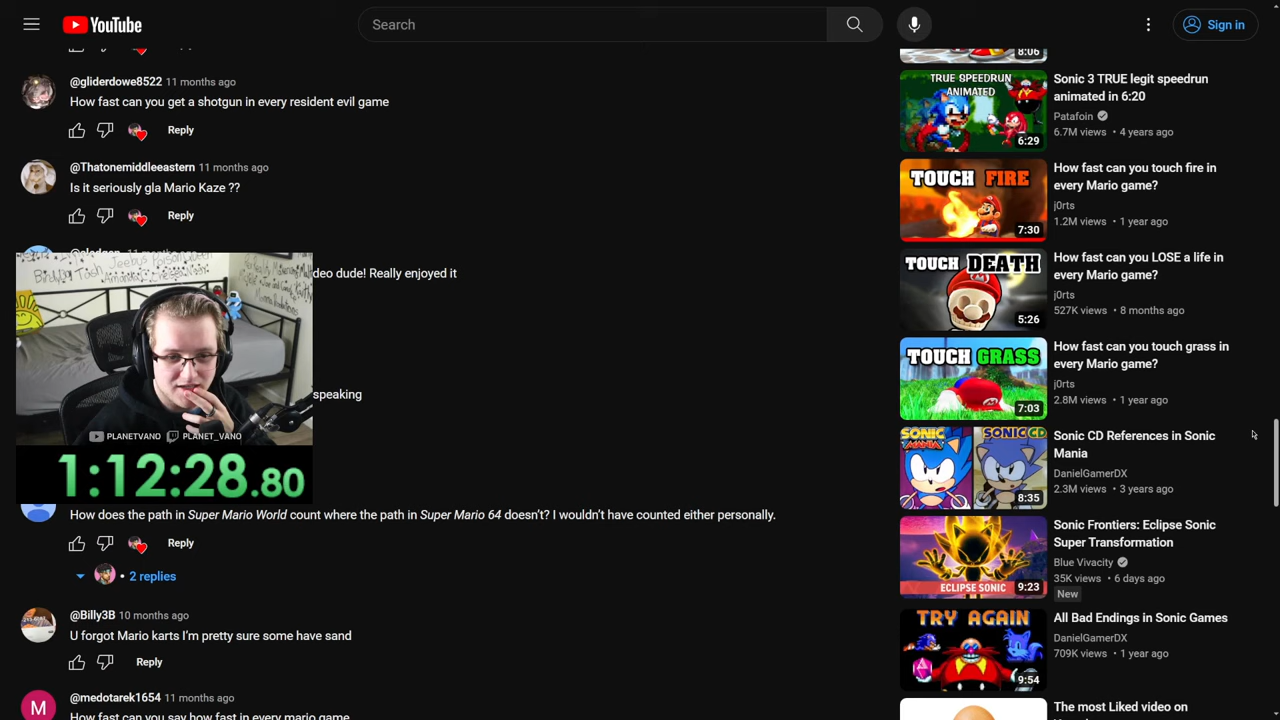 YouTube
Search
Sign in
@gliderdowe8522 11 months ago
How fast can you get a shotgun in every resident evil game
Reply
@Thatonemiddleeastern 11 months ago
Is it seriously gla Mario Kaze ??
Reply
deo dude! Really enjoyed it
speaking
PLANETVANO PLANET_VANO
1:12:28.80
How does the path in Super Mario World count where the path in Super Mario 64 doesn't? I wouldn't have counted either personally.
Reply
• 2 replies
@Billy3B 10 months ago
U forgot Mario karts I'm pretty sure some have sand
Reply
M
@medotarek1654 11 months ago
How fast can you say how fast in every mario game
8:06
TRUE SPEEDRUN
ANIMATED
6:29
Sonic 3 TRUE legit speedrun
animated in 6:20
Patafoin
6.7M views • 4 years ago
TOUCH FIRE
7:30
How fast can you touch fire in
every Mario game?
j0rts
1.2M views • 1 year ago
TOUCH DEATH
5:26
How fast can you LOSE a life in
every Mario game?
j0rts
527K views • 8 months ago
TOUCH GRASS
7:03
How fast can you touch grass in
every Mario game?
j0rts
2.8M views • 1 year ago
SONIC MANIA
SONIC CD
8:35
Sonic CD References in Sonic
Mania
DanielGamerDX
2.3M views • 3 years ago
ECLIPSE SONIC
9:23
Sonic Frontiers: Eclipse Sonic
Super Transformation
Blue Vivacity
35K views • 6 days ago
New
TRY AGAIN
9:54
All Bad Endings in Sonic Games
DanielGamerDX
709K views • 1 year ago
The most Liked video on